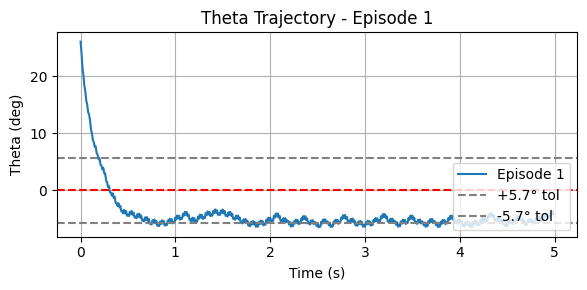 Theta Trajectory - Episode 1
Theta (deg)
20
10
0
Episode 1
+5.7° tol
-5.7° tol
0
1
2
3
4
5
Time (s)